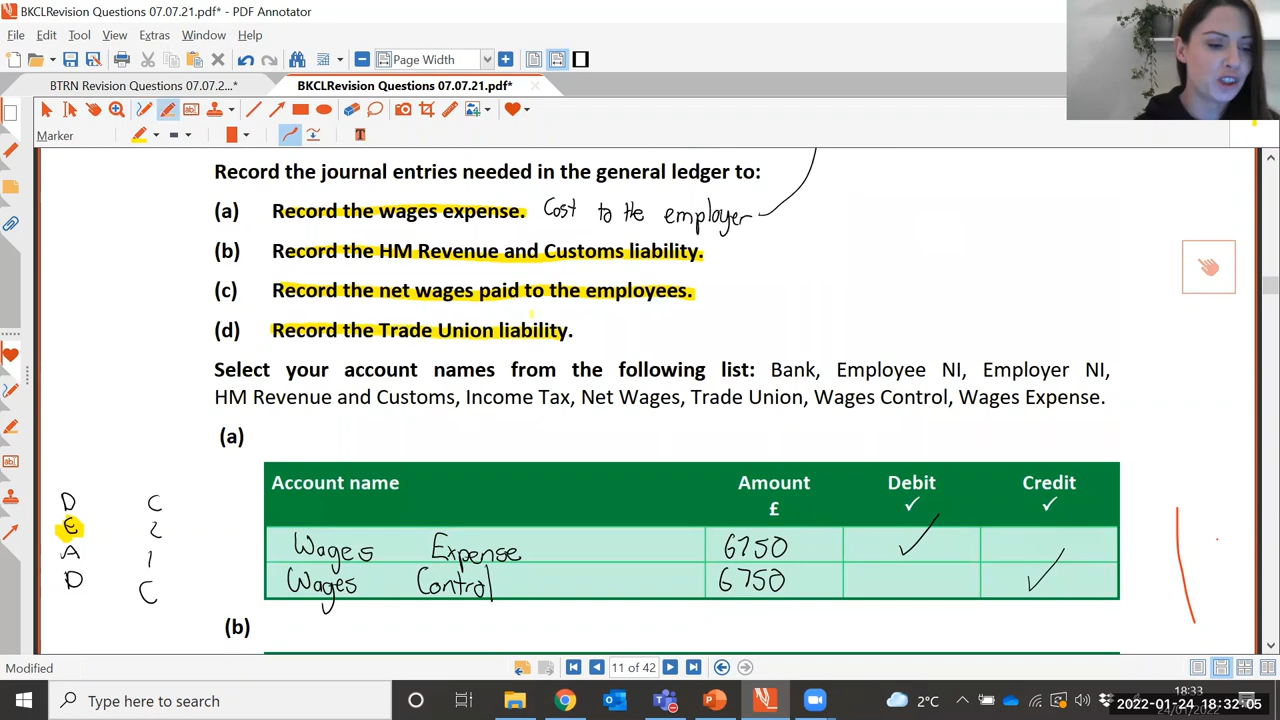 BKCLRevision Questions 07.07.21.pdf* - PDF Annotator
File Edit Tool View Extras Window Help
Page Width
BTRN Revision Questions 07.07.2...* BKCLRevision Questions 07.07.21.pdf*
Marker
Record the journal entries needed in the general ledger to:
(a) Record the wages expense. Cost to the employer
(b) Record the HM Revenue and Customs liability.
(c) Record the net wages paid to the employees.
(d) Record the Trade Union liability.
Select your account names from the following list: Bank, Employee NI, Employer NI,
HM Revenue and Customs, Income Tax, Net Wages, Trade Union, Wages Control, Wages Expense.
(a)
Account name Amount Debit Credit
£ ✓ ✓
D C
E 2
A 1
D C
Wages Expense 6750 ✓
Wages Control 6750 ✓
(b)
Modified 11 of 42
Type here to search 2°C 18:33
2022-01-24 18:32:05